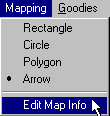 Mapping Goodies
Rectangle
Circle
Polygon
Arrow
Edit Map Info